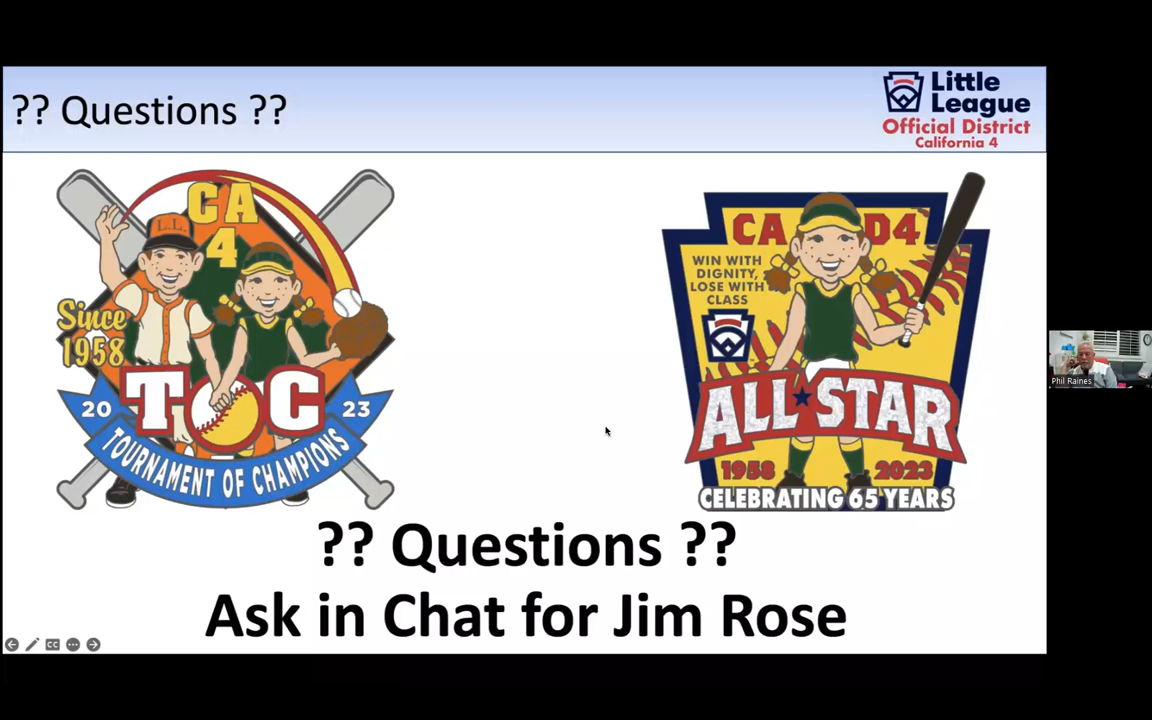 ?? Questions ??
Little
League
Official District
California 4
CA
4
L.L.
Since
1958
TOC
20 23
TOURNAMENT OF CHAMPIONS
CA D4
WIN WITH
DIGNITY,
LOSE WITH
CLASS
ALL STAR
1958 2023
CELEBRATING 65 YEARS
?? Questions ??
Ask in Chat for Jim Rose
CC
Phil Raines